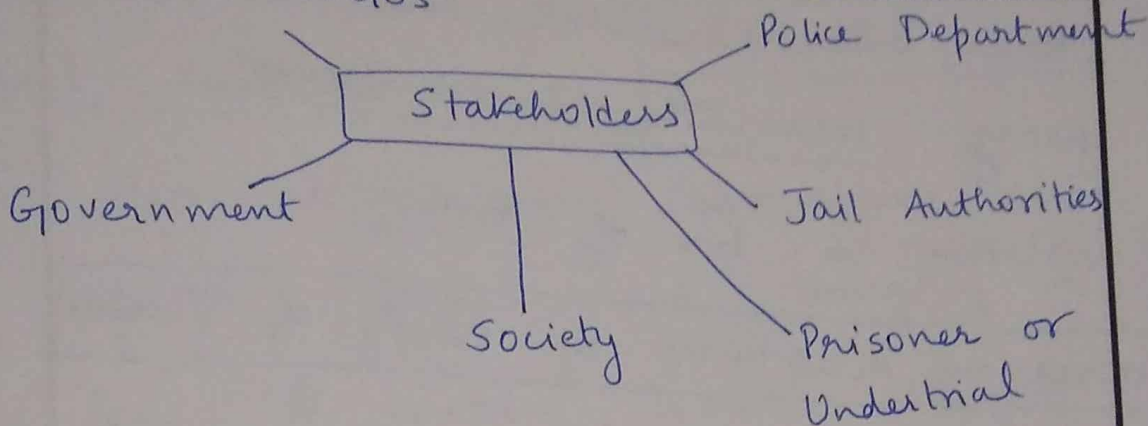 Police Department
Stakeholders
Government
Jail Authorities
Society
Prisoner or
Undertrial